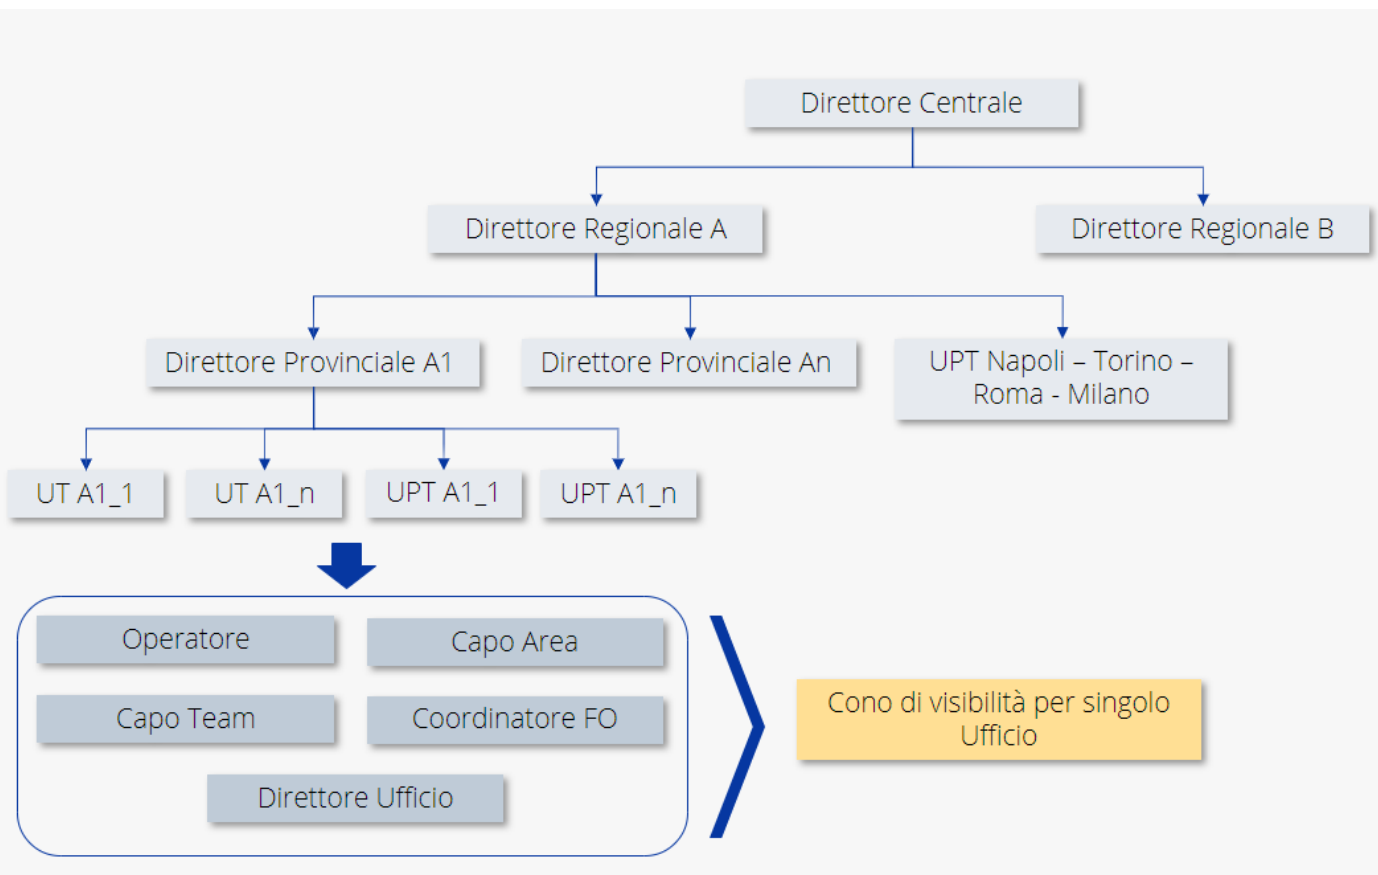 Direttore Centrale
Direttore Regionale A
Direttore Regionale B
Direttore Provinciale A1
Direttore Provinciale An
UPT Napoli – Torino –
Roma - Milano
UT A1_1
UT A1_n
UPT A1_1
UPT A1_n
Operatore
Capo Area
Capo Team
Coordinatore FO
Direttore Ufficio
Cono di visibilità per singolo
Ufficio